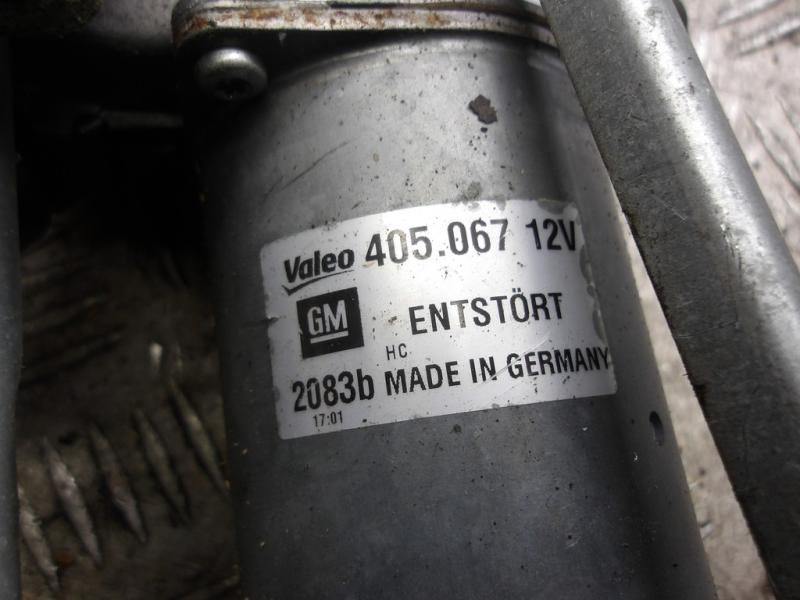 Valeo 405.067 12V
GM ENTSTÖRT
HC
2083b MADE IN GERMANY
17:01